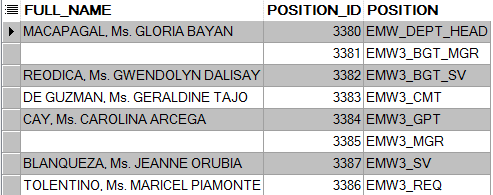 FULL_NAME POSITION_ID POSITION
MACAPAGAL, Ms. GLORIA BAYAN 3380 EMW_DEPT_HEAD
3381 EMW3_BGT_MGR
REODICA, Ms. GWENDOLYN DALISAY 3382 EMW3_BGT_SV
DE GUZMAN, Ms. GERALDINE TAJO 3383 EMW3_CMT
CAY, Ms. CAROLINA ARCEGA 3384 EMW3_GPT
3385 EMW3_MGR
BLANQUEZA, Ms. JEANNE ORUBIA 3387 EMW3_SV
TOLENTINO, Ms. MARICEL PIAMONTE 3386 EMW3_REQ